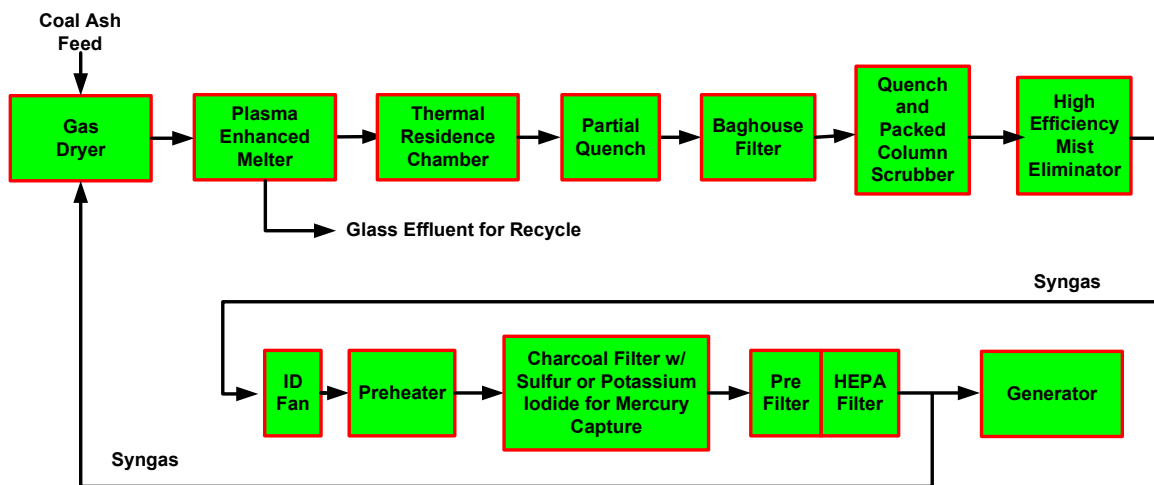 Coal Ash
Feed
Gas
Dryer
Plasma
Enhanced
Melter
Thermal
Residence
Chamber
Partial
Quench
Baghouse
Filter
Quench
and
Packed
Column
Scrubber
High
Efficiency
Mist
Eliminator
Glass Effluent for Recycle
Syngas
ID
Fan
Preheater
Charcoal Filter w/
Sulfur or Potassium
Iodide for Mercury
Capture
Pre
Filter
HEPA
Filter
Generator
Syngas